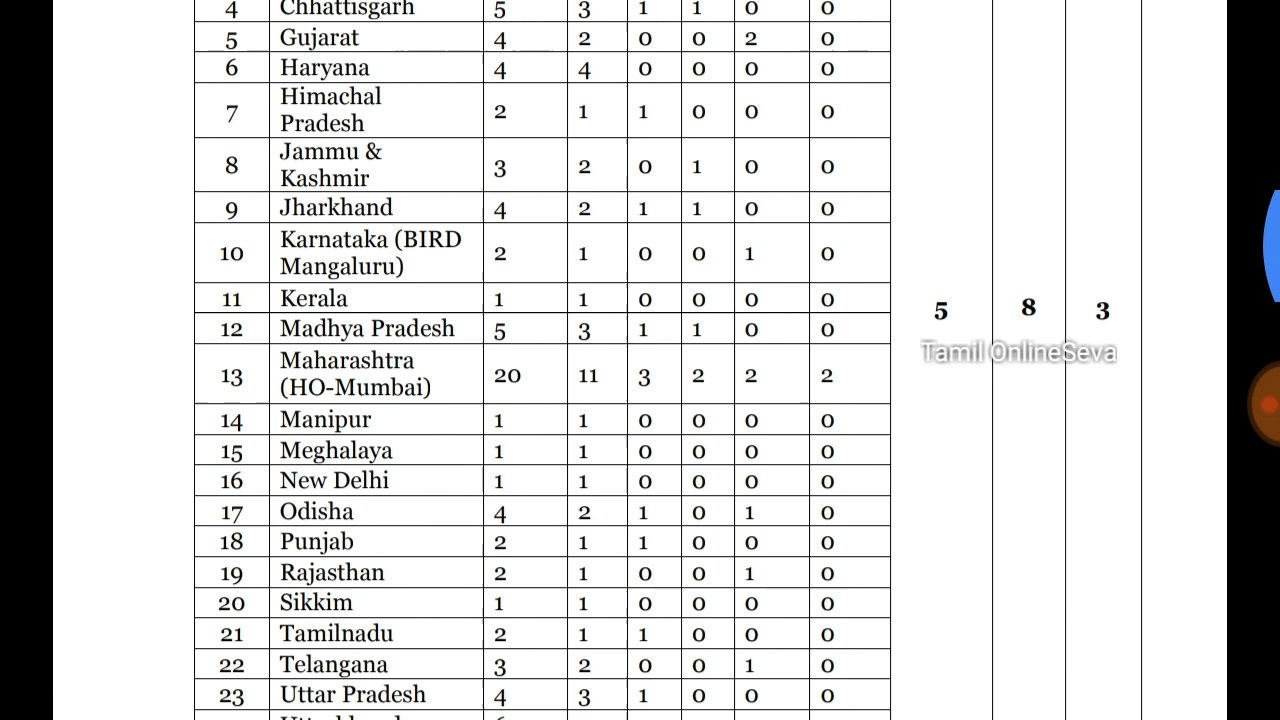 4 Chhattisgarh 5 3 1 1 0 0
5 Gujarat 4 2 0 0 2 0
6 Haryana 4 4 0 0 0 0
7 Himachal Pradesh 2 1 1 0 0 0
8 Jammu & Kashmir 3 2 0 1 0 0
9 Jharkhand 4 2 1 1 0 0
10 Karnataka (BIRD Mangaluru) 2 1 0 0 1 0
11 Kerala 1 1 0 0 0 0
5 8 3
12 Madhya Pradesh 5 3 1 1 0 0
Tamil OnlineSeva
13 Maharashtra (HO-Mumbai) 20 11 3 2 2 2
14 Manipur 1 1 0 0 0 0
15 Meghalaya 1 1 0 0 0 0
16 New Delhi 1 1 0 0 0 0
17 Odisha 4 2 1 0 1 0
18 Punjab 2 1 1 0 0 0
19 Rajasthan 2 1 0 0 1 0
20 Sikkim 1 1 0 0 0 0
21 Tamilnadu 2 1 1 0 0 0
22 Telangana 3 2 0 0 1 0
23 Uttar Pradesh 4 3 1 0 0 0